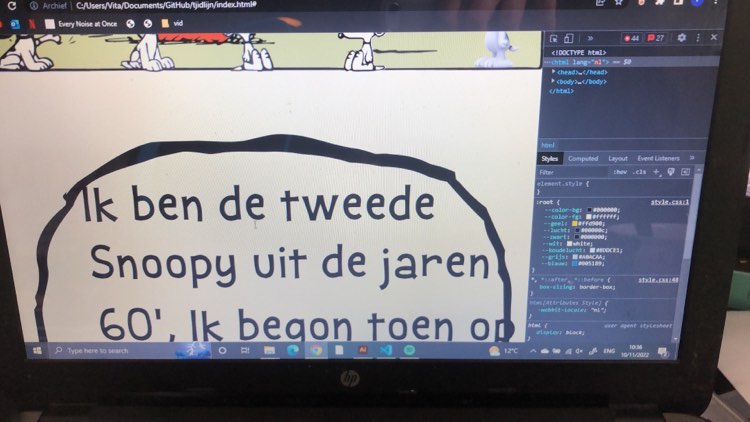 Archief C:/Users/Vita/Documents/GitHub/tjidlijn/index.html#
Every Noise at Once
vid
44
27
<!DOCTYPE html>
<html lang="nl"> == $0
<head>…</head>
<body>…</body>
</html>
html
Styles Computed Layout Event Listeners »
Filter :hov .cls +
element.style {
}
:root { style.css:1
--color-bg: #000000;
--color-fg: #ffffff;
--geel: #ffd900;
--lucht: #00000c;
--zwart: #000000;
--wit: white;
--grijs: #A0ACAA;
--blauw: #005189;
}
*, *::after, *::before { style.css:48
box-sizing: border-box;
}
html[Attributes Style] {
-webkit-locale: "nl";
}
html { user agent stylesheet
display: block;
Ik ben de tweede
Snoopy uit de jaren
60', Ik begon toen op
Type here to search
12°C
ENG
10:36
10/11/2022
hp